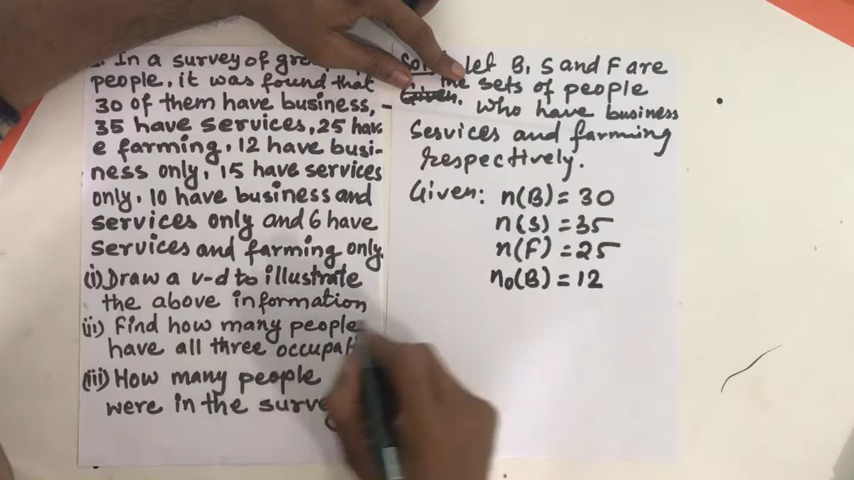 In a survey of
people, it was found that
30 of them have business,
35 have services, 25 hav
e farming, 12 have busi-
ness only, 15 have services
only, 10 have business and
services only and 6 have
services and farming only.
(i) Draw a v-d to illustrate
the above information
(ii) Find how many people
have all three
(iii) How many people
were in the
Let B, S and F are
the sets of people
Given. who have business
Services and farming
respectively.
Given: n(B) = 30
n(S) = 35
n(F) = 25
n₀(B) = 12